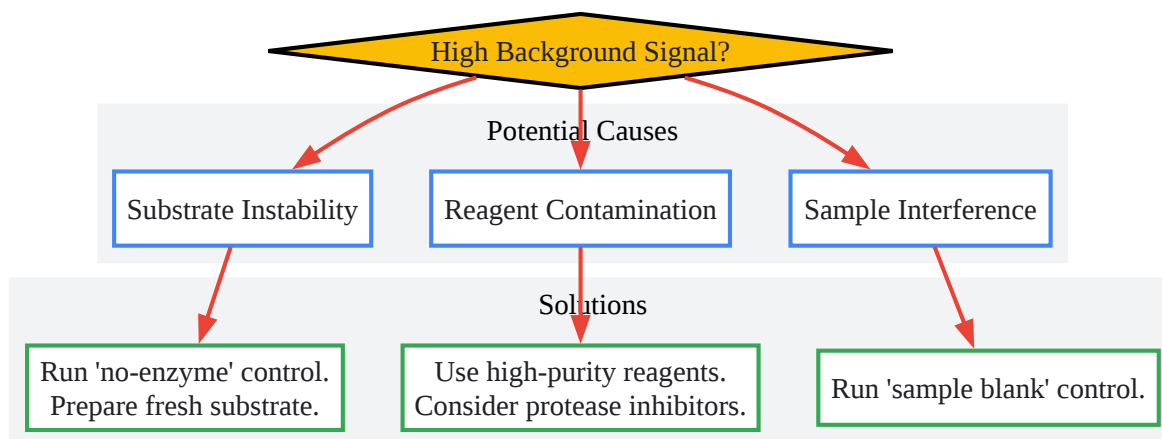 High Background Signal?
Potential Causes
Substrate Instability
Reagent Contamination
Sample Interference
Solutions
Run 'no-enzyme' control.
Prepare fresh substrate.
Use high-purity reagents.
Consider protease inhibitors.
Run 'sample blank' control.